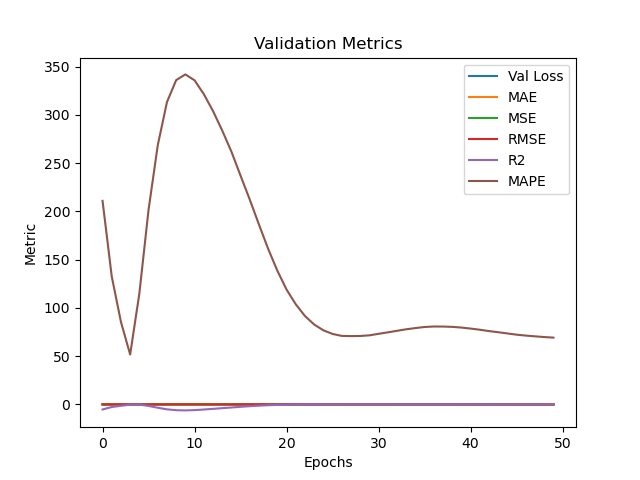 Validation Metrics
350
300
250
200
150
100
50
0
Metric
Val Loss
MAE
MSE
RMSE
R2
MAPE
0 10 20 30 40 50
Epochs